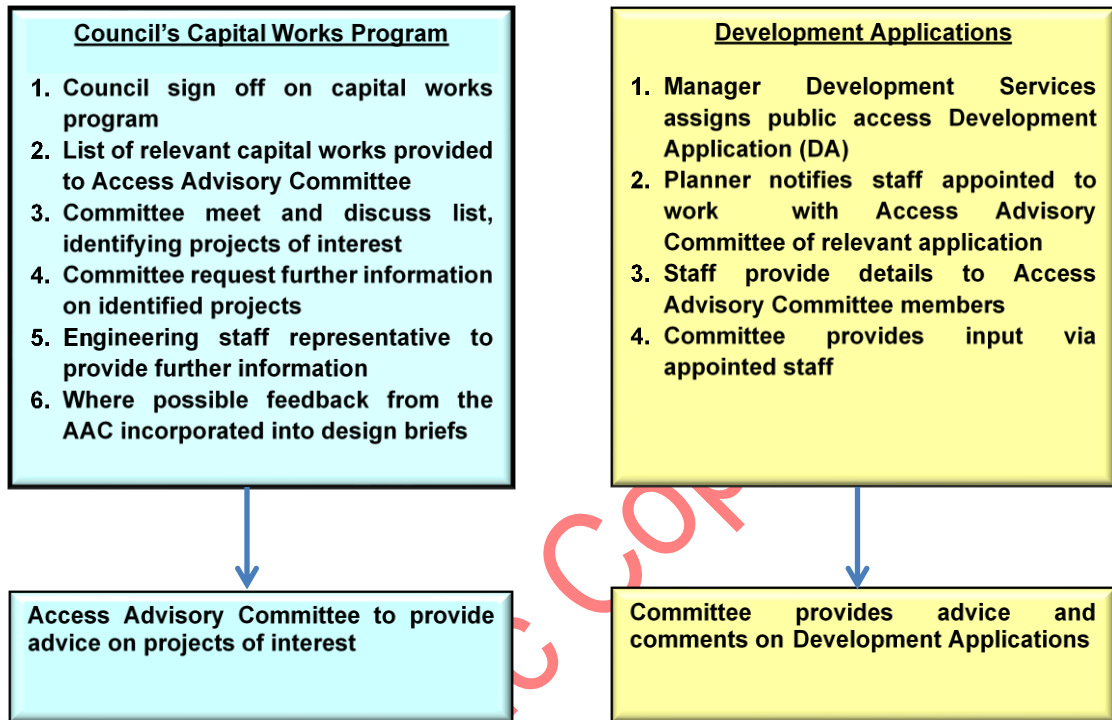 Council's Capital Works Program
1. Council sign off on capital works
program
2. List of relevant capital works provided
to Access Advisory Committee
3. Committee meet and discuss list,
identifying projects of interest
4. Committee request further information
on identified projects
5. Engineering staff representative to
provide further information
6. Where possible feedback from the
AAC incorporated into design briefs
Access Advisory Committee to provide
advice on projects of interest
Development Applications
1. Manager Development Services
assigns public access Development
Application (DA)
2. Planner notifies staff appointed to
work with Access Advisory
Committee of relevant application
3. Staff provide details to Access
Advisory Committee members
4. Committee provides input via
appointed staff
Committee provides advice and
comments on Development Applications